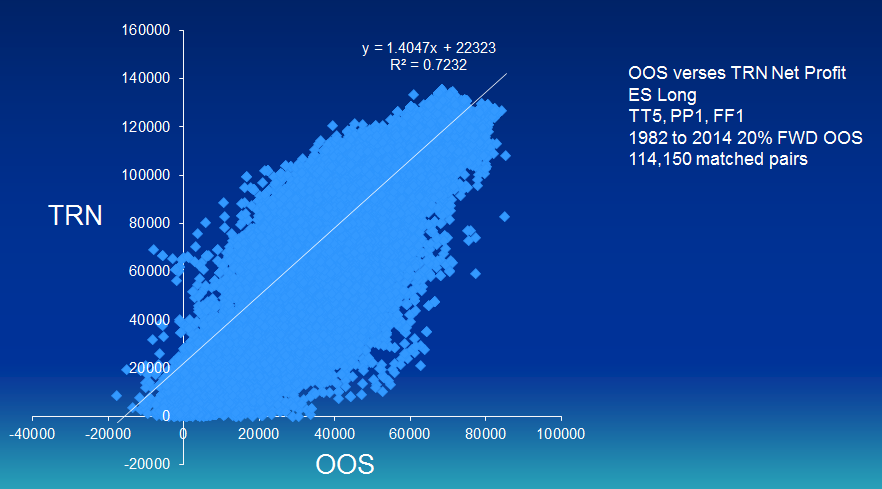 160000
y = 1.4047x + 22323
R² = 0.7232
140000
OOS verses TRN Net Profit
ES Long
TT5, PP1, FF1
1982 to 2014 20% FWD OOS
114,150 matched pairs
120000
100000
TRN
80000
60000
40000
20000
0
-40000 -20000 0 20000 40000 60000 80000 100000
-20000
OOS